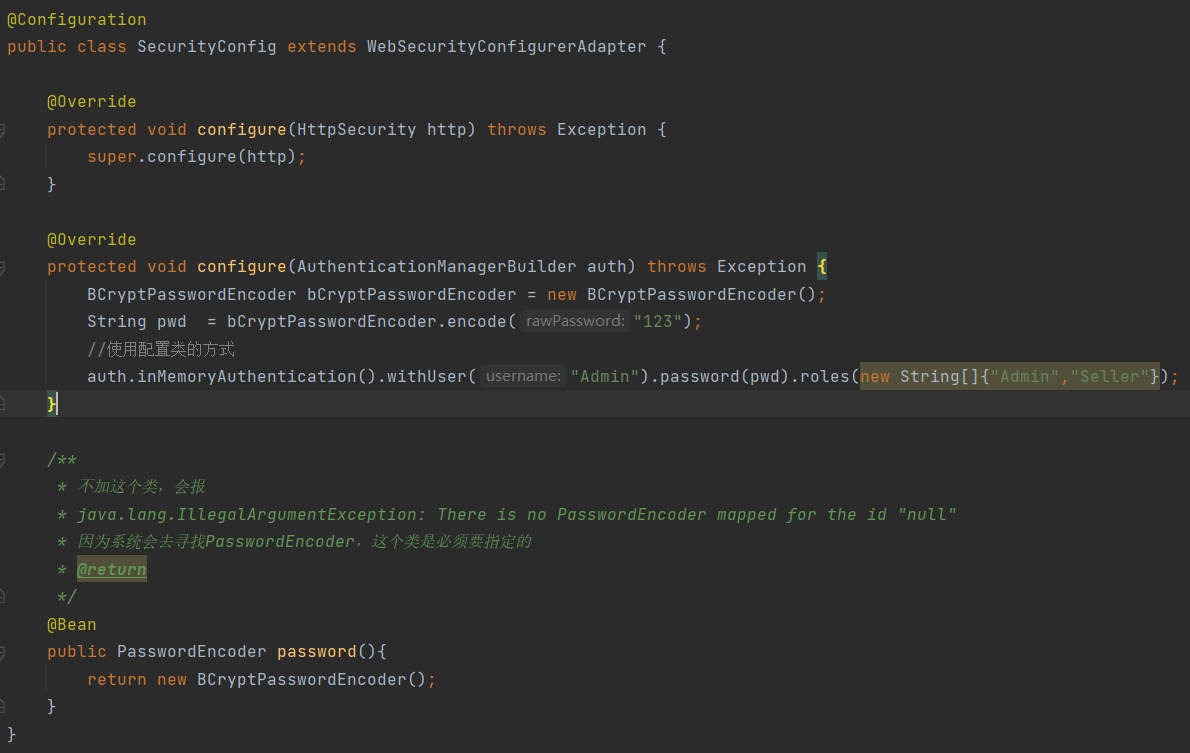 @Configuration
public class SecurityConfig extends WebSecurityConfigurerAdapter {
@Override
protected void configure(HttpSecurity http) throws Exception {
super.configure(http);
}
@Override
protected void configure(AuthenticationManagerBuilder auth) throws Exception {
BCryptPasswordEncoder bCryptPasswordEncoder = new BCryptPasswordEncoder();
String pwd  = bCryptPasswordEncoder.encode( rawPassword: "123");
//使用配置类的方式
auth.inMemoryAuthentication().withUser( username: "Admin").password(pwd).roles(new String[]{"Admin","Seller"});
}
/**
* 不加这个类，会报
* java.lang.IllegalArgumentException: There is no PasswordEncoder mapped for the id "null"
* 因为系统会去寻找PasswordEncoder，这个类是必须要指定的
* @return
*/
@Bean
public PasswordEncoder password(){
return new BCryptPasswordEncoder();
}
}